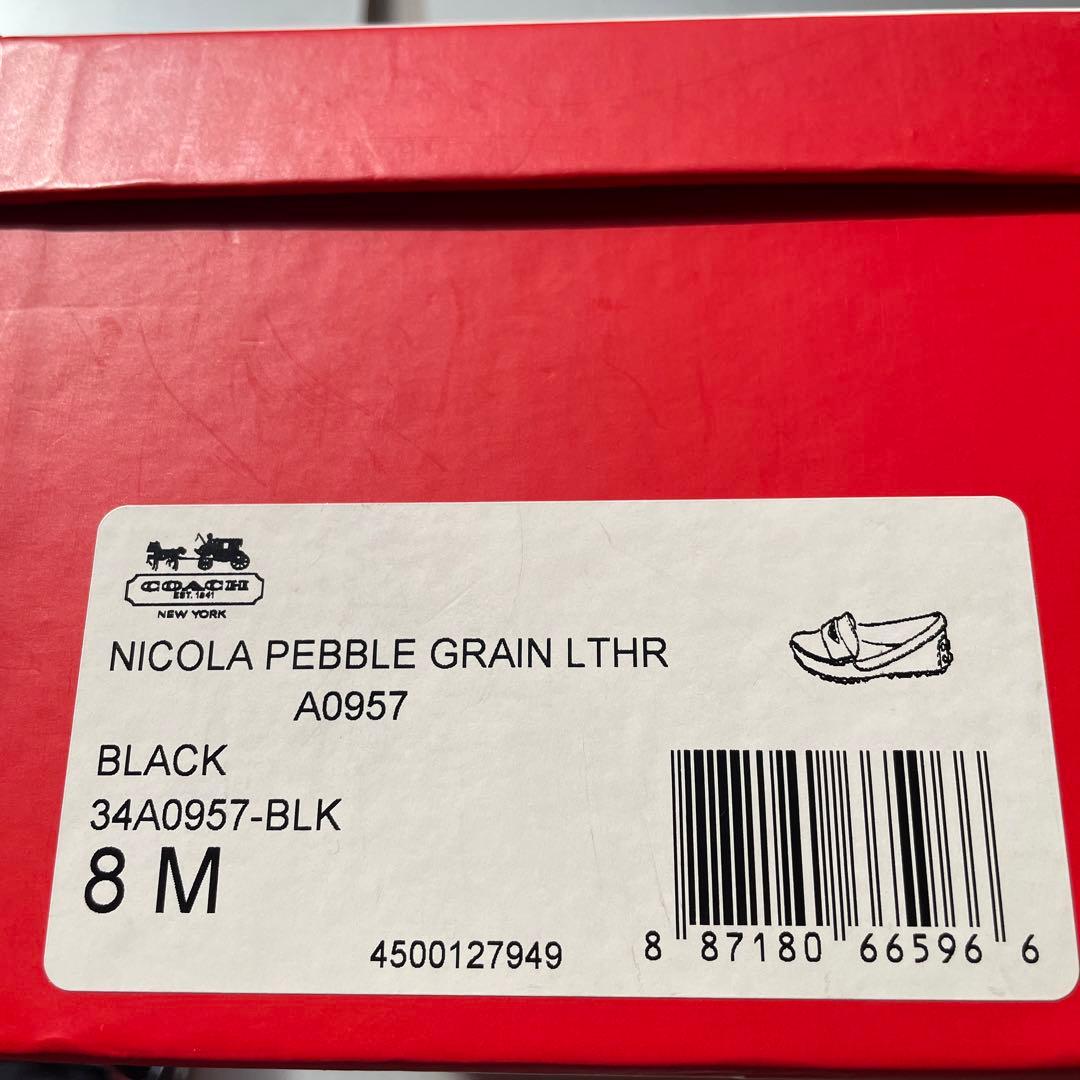 COACH
EST. 1941
NEW YORK
NICOLA PEBBLE GRAIN LTHR
A0957
BLACK
34A0957-BLK
8 M
4500127949
8 87180 66596 6